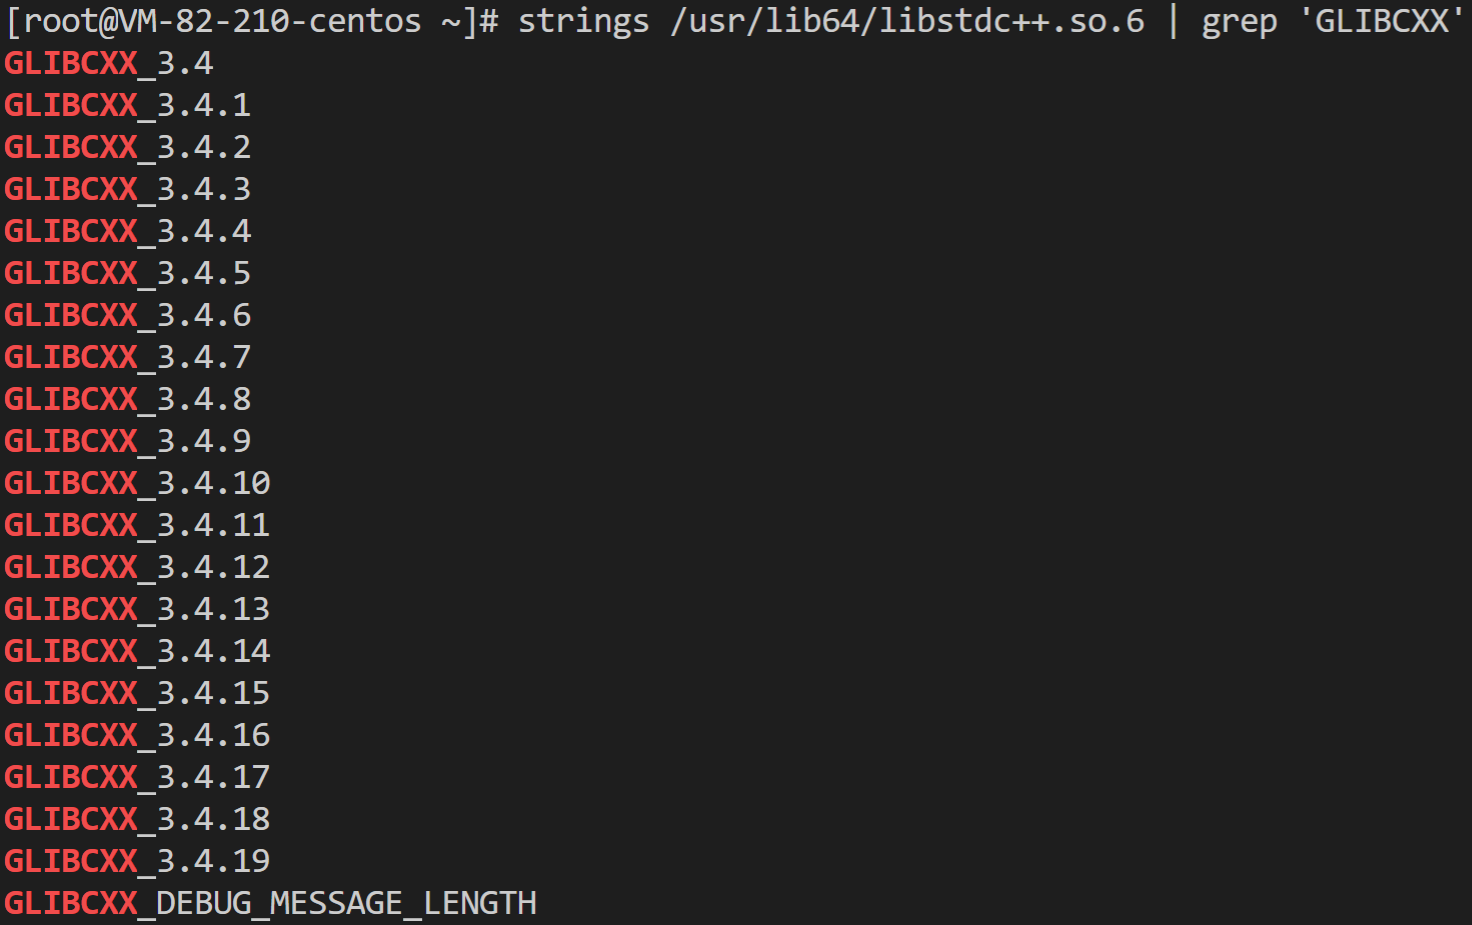 [root@VM-82-210-centos ~]# strings /usr/lib64/libstdc++.so.6 | grep 'GLIBCXX'
GLIBCXX_3.4
GLIBCXX_3.4.1
GLIBCXX_3.4.2
GLIBCXX_3.4.3
GLIBCXX_3.4.4
GLIBCXX_3.4.5
GLIBCXX_3.4.6
GLIBCXX_3.4.7
GLIBCXX_3.4.8
GLIBCXX_3.4.9
GLIBCXX_3.4.10
GLIBCXX_3.4.11
GLIBCXX_3.4.12
GLIBCXX_3.4.13
GLIBCXX_3.4.14
GLIBCXX_3.4.15
GLIBCXX_3.4.16
GLIBCXX_3.4.17
GLIBCXX_3.4.18
GLIBCXX_3.4.19
GLIBCXX_DEBUG_MESSAGE_LENGTH